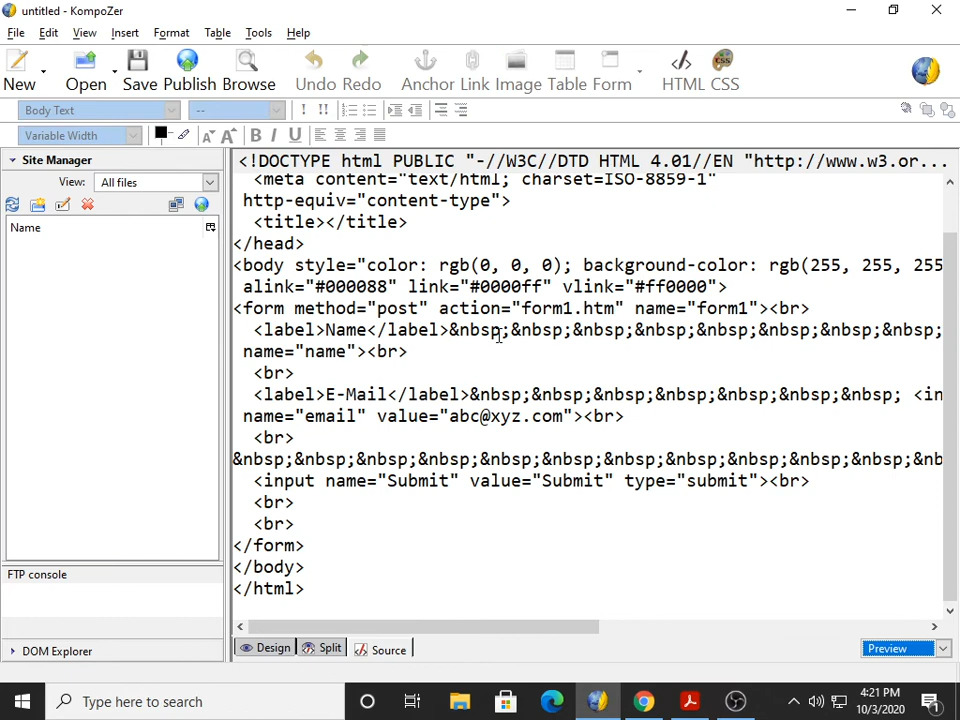 untitled - KompoZer
File Edit View Insert Format Table Tools Help
New Open Save Publish Browse Undo Redo Anchor Link Image Table Form HTML CSS
Body Text -- ! !!
Variable Width A A B I U
Site Manager
View: All files
Name
FTP console
DOM Explorer
<!DOCTYPE html PUBLIC "-//W3C//DTD HTML 4.01//EN "http://www.w3.or...
<meta content="text/html; charset=ISO-8859-1"
http-equiv="content-type">
<title></title>
</head>
<body style="color: rgb(0, 0, 0); background-color: rgb(255, 255, 255
alink="#000088" link="#0000ff" vlink="#ff0000">
<form method="post" action="form1.htm" name="form1"><br>
<label>Name</label>&nbsp;&nbsp;&nbsp;&nbsp;&nbsp;&nbsp;&nbsp;&nbsp;
name="name"><br>
<br>
<label>E-Mail</label>&nbsp;&nbsp;&nbsp;&nbsp;&nbsp;&nbsp;&nbsp; <in
name="email" value="abc@xyz.com"><br>
<br>
&nbsp;&nbsp;&nbsp;&nbsp;&nbsp;&nbsp;&nbsp;&nbsp;&nbsp;&nbsp;&nbsp;&nb
<input name="Submit" value="Submit" type="submit"><br>
<br>
<br>
</form>
</body>
</html>
Design Split Source Preview
Type here to search
4:21 PM
10/3/2020
1